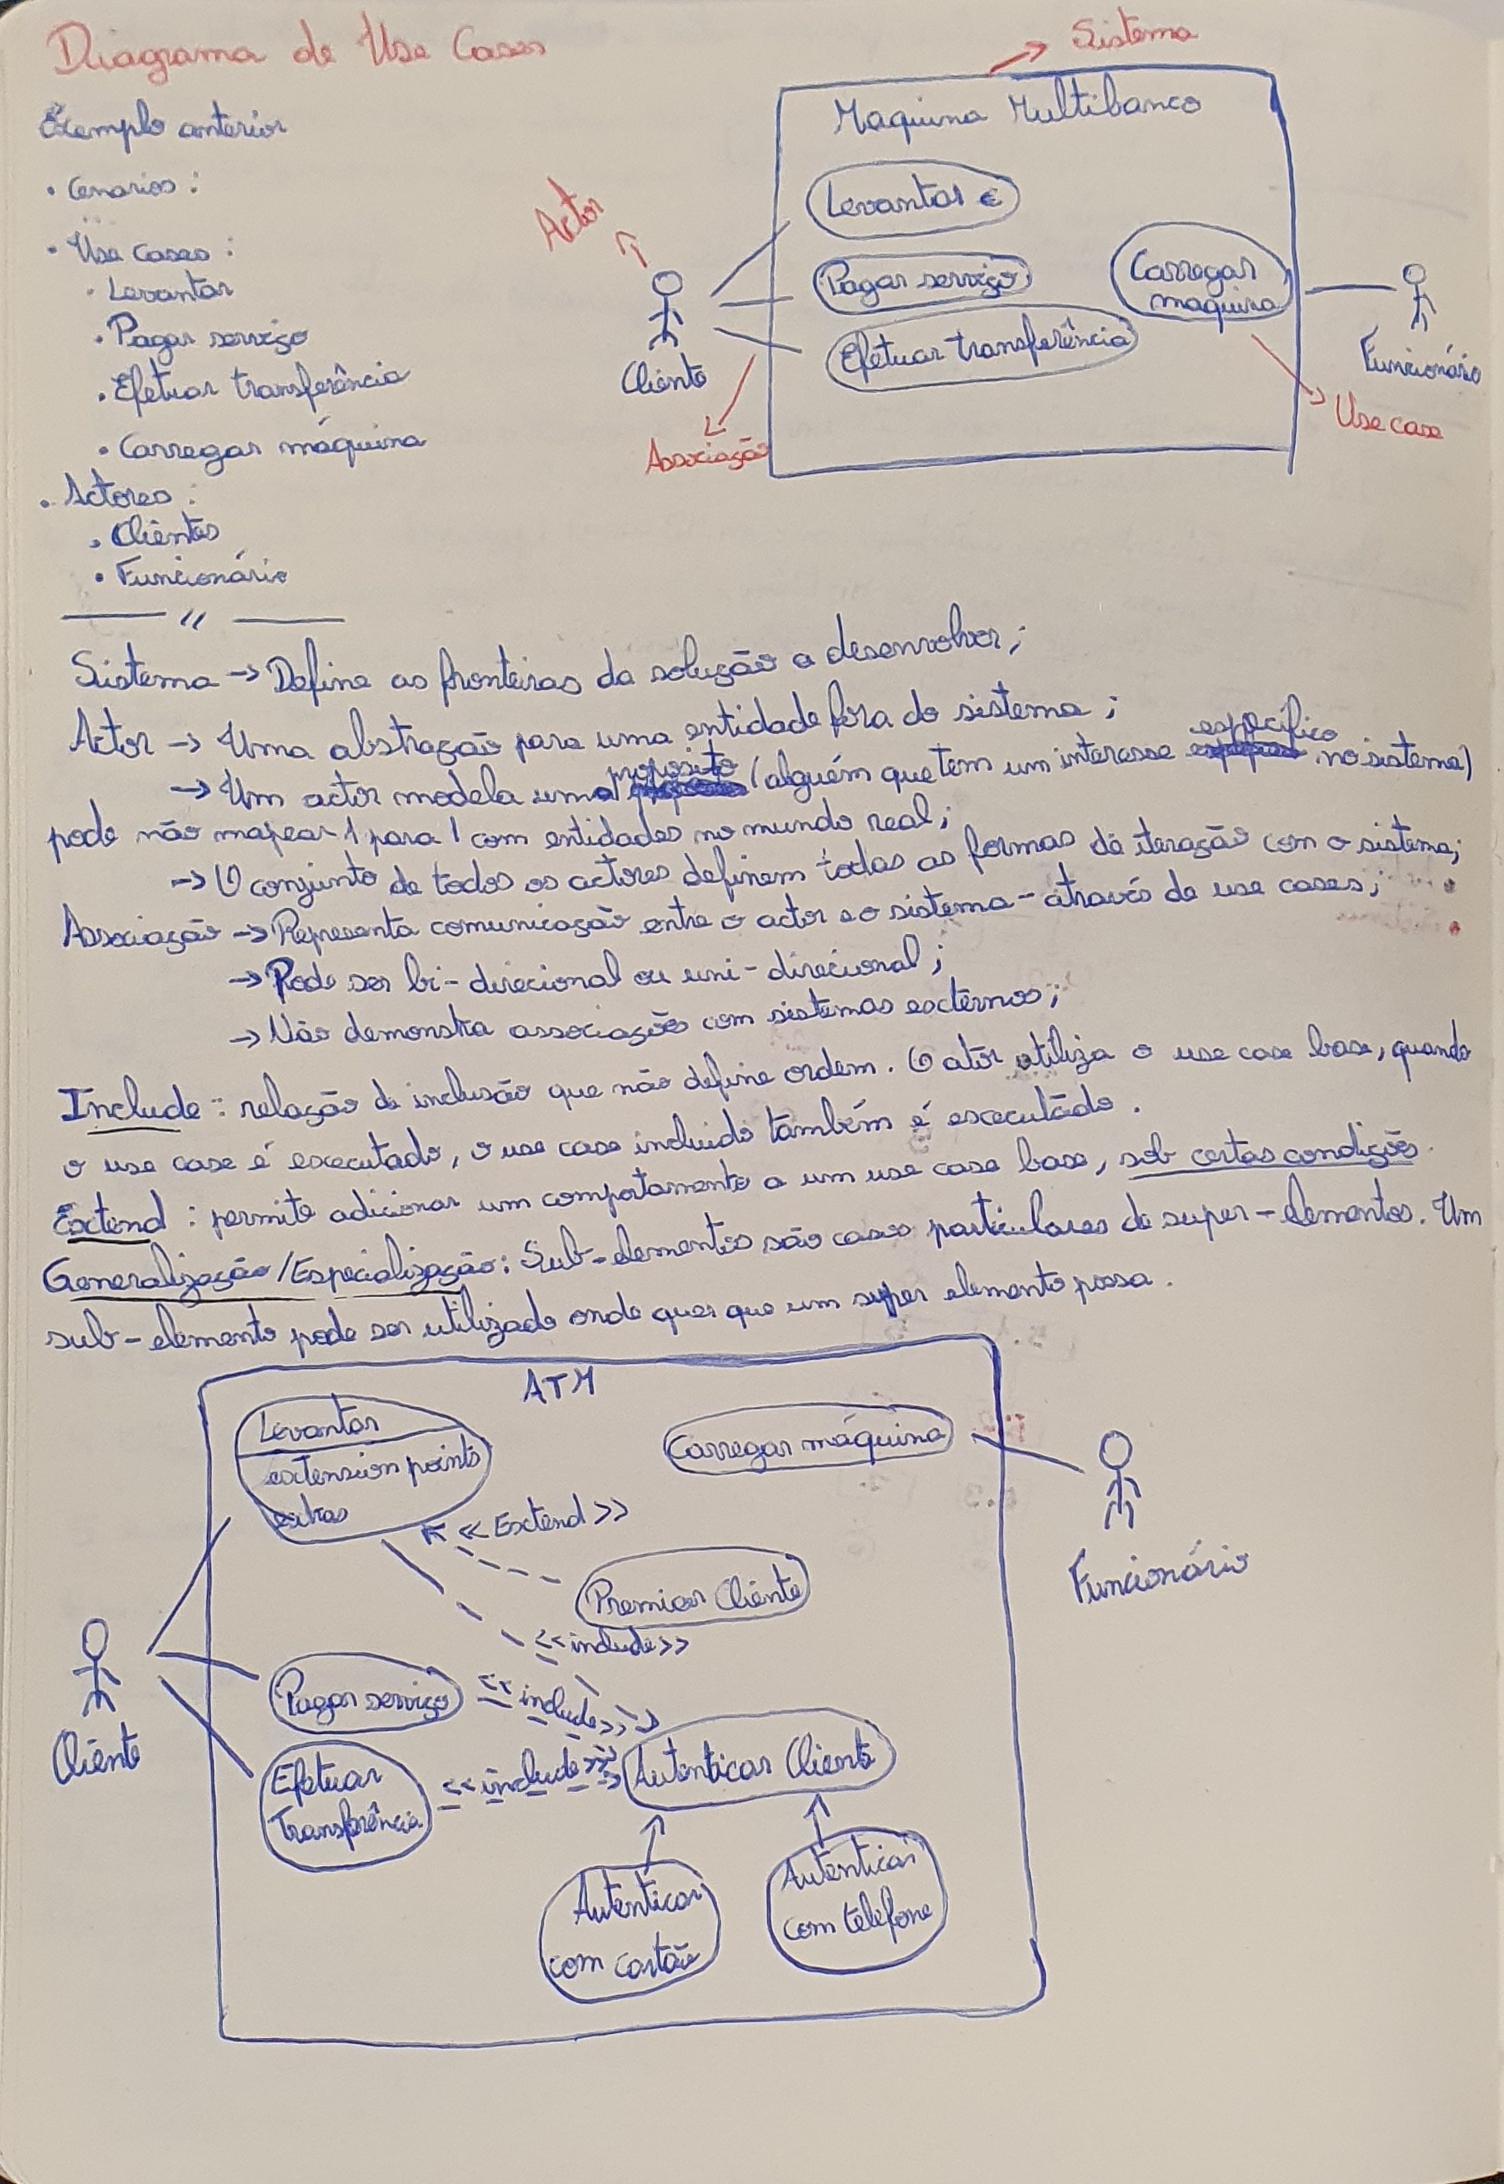 Diagrama de Use Cases
Exemplo anterior
• Cenarios :
• Use cases :
• Levantar
• Pagar serviço
• Efetuar transferência
• Carregar máquina
• Actores :
• Clientes
• Funcionário
Sistema
Maquina Multibanco
Levantar €
Pagar serviço
Efetuar transferência
Carregar
maquina
Actor
Cliente
Associação
Funcionário
Use case
—— // ——
Sistema → Define as fronteiras da solução a desenvolver;
Actor → Uma abstração para uma entidade fora do sistema;
→ Um actor modela um proposito (alguém que tem um interesse especifico no sistema)
pode não mapear 1 para 1 com entidades no mundo real;
→ O conjunto de todos os actores definem todas as formas de iteração com o sistema;
Associação → Representa comunicação entre o actor e o sistema - através de use cases;
→ Pode ser bi-direcional ou uni-direcional;
→ Não demonstra associações com sistemas externos;
Include : relação de inclusão que não define ordem. O ator utiliza o use case base, quando
o use case é executado, o use case incluido também é executado.
Extend : permite adicionar um comportamento a um use case base, sob certas condições.
Generalização/Especialização: Sub-elementos são casos particulares de super-elementos. Um
sub-elemento pode ser utilizado onde quer que um super elemento possa.
ATM
Levantar
extension points
extras
Carregar máquina
<< Extend >>
Premiar Cliente
<<include>>
Funcionário
Cliente
Pagar serviço
<<include>>
Autenticar Cliente
Efetuar
Transferência
<<include>>
Autenticar
com cartão
Autenticar
com telefone